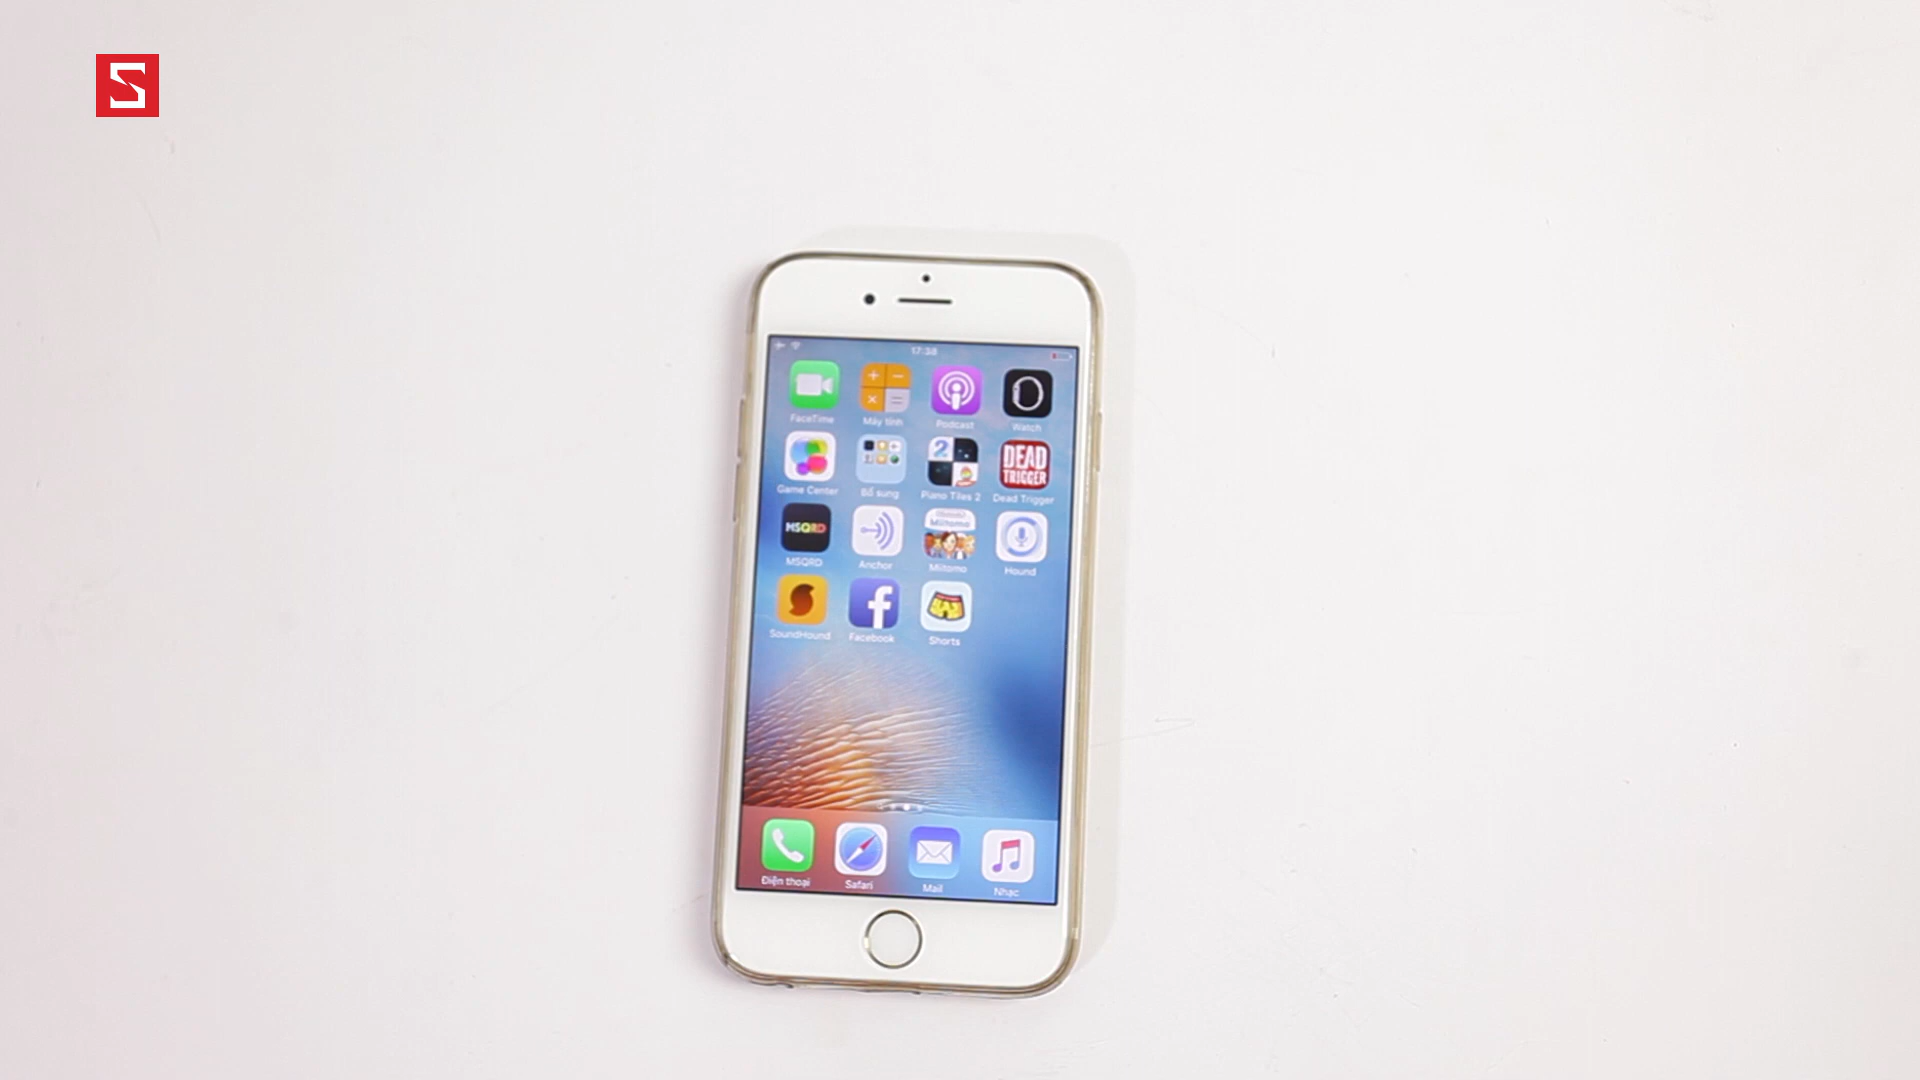 S
17:38
FaceTime
Máy tính
Podcast
Watch
Game Center
Bổ sung
Piano Tiles 2
Dead Trigger
DEAD
TRIGGER
2
MSQRD
MSQRD
Anchor
Miitomo
Miitomo
Hound
SoundHound
Facebook
Shorts
Điện thoại
Safari
Mail
Nhạc